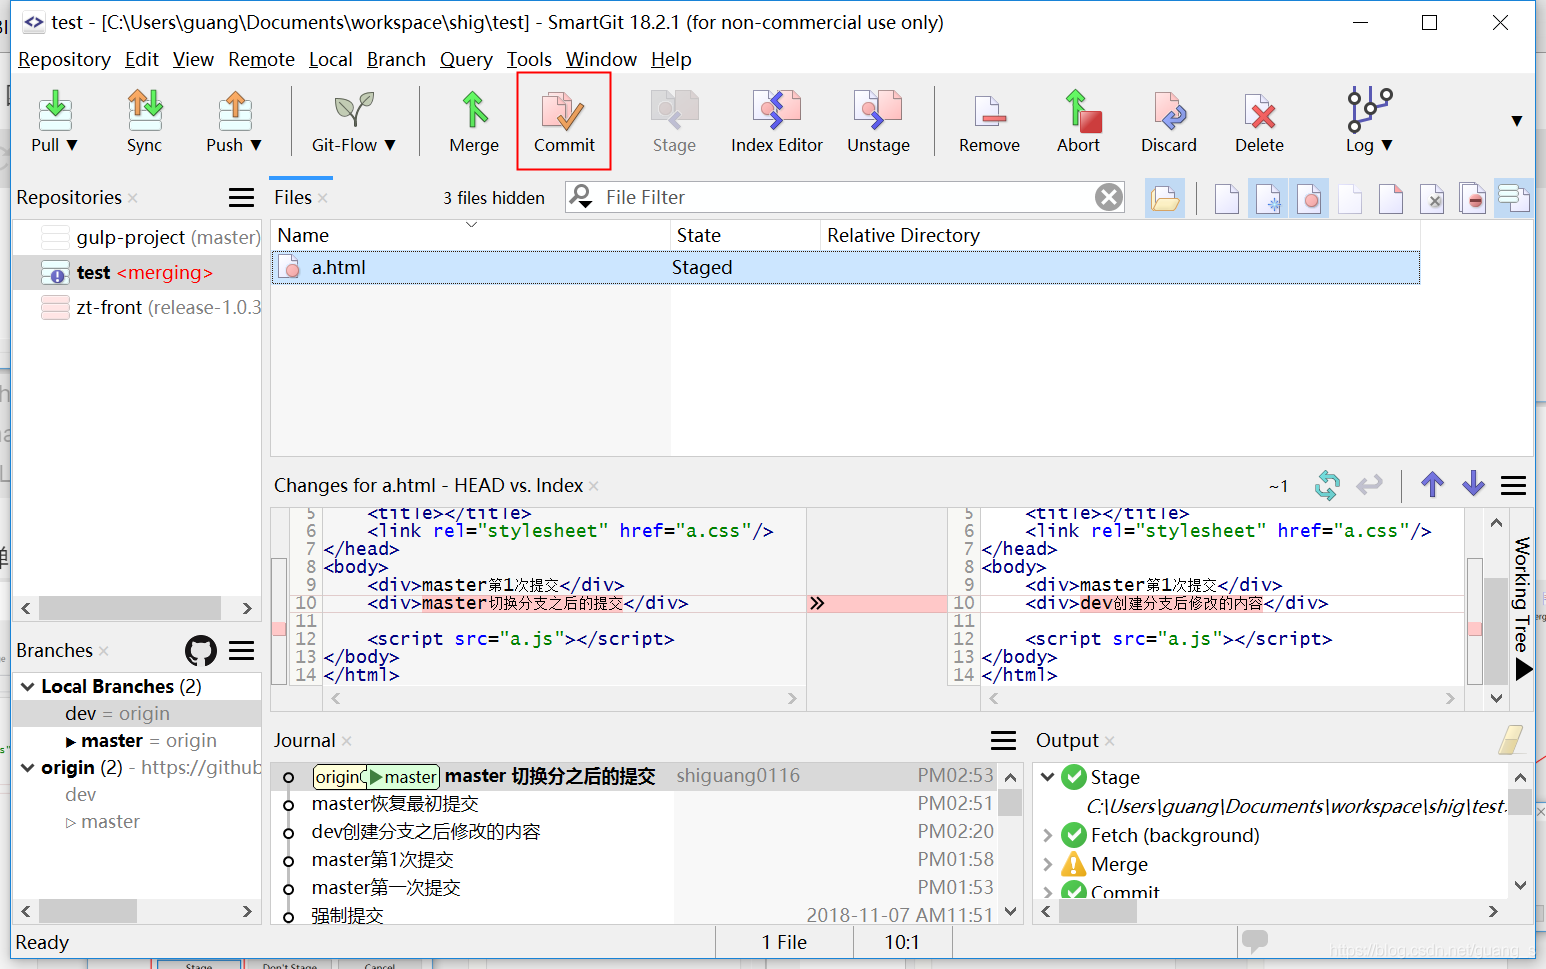 test - [C:\Users\guang\Documents\workspace\shig\test] - SmartGit 18.2.1 (for non-commercial use only)
Repository Edit View Remote Local Branch Query Tools Window Help
Pull ▼ Sync Push ▼ Git-Flow ▼ Merge Commit Stage Index Editor Unstage Remove Abort Discard Delete Log ▼
Repositories
gulp-project (master)
test <merging>
zt-front (release-1.0.3
Files 3 files hidden File Filter
Name State Relative Directory
a.html Staged
Changes for a.html - HEAD vs. Index ~1
5 <title></title>
6 <link rel="stylesheet" href="a.css"/>
7 </head>
8 <body>
9 <div>master第1次提交</div>
10 <div>master切换分支之后的提交</div>
11
12 <script src="a.js"></script>
13 </body>
14 </html>
5 <title></title>
6 <link rel="stylesheet" href="a.css"/>
7 </head>
8 <body>
9 <div>master第1次提交</div>
10 <div>dev创建分支后修改的内容</div>
11
12 <script src="a.js"></script>
13 </body>
14 </html>
Working Tree
Branches
Local Branches (2)
dev = origin
master = origin
origin (2) - https://github
dev
master
Journal
origin master master 切换分之后的提交 shiguang0116 PM02:53
master恢复最初提交 PM02:51
dev创建分支之后修改的内容 PM02:20
master第1次提交 PM01:58
master第一次提交 PM01:53
强制提交 2018-11-07 AM11:51
Output
Stage
C:\Users\guang\Documents\workspace\shig\test
Fetch (background)
Merge
Commit
Ready 1 File 10:1
Stage Don't Stage Cancel